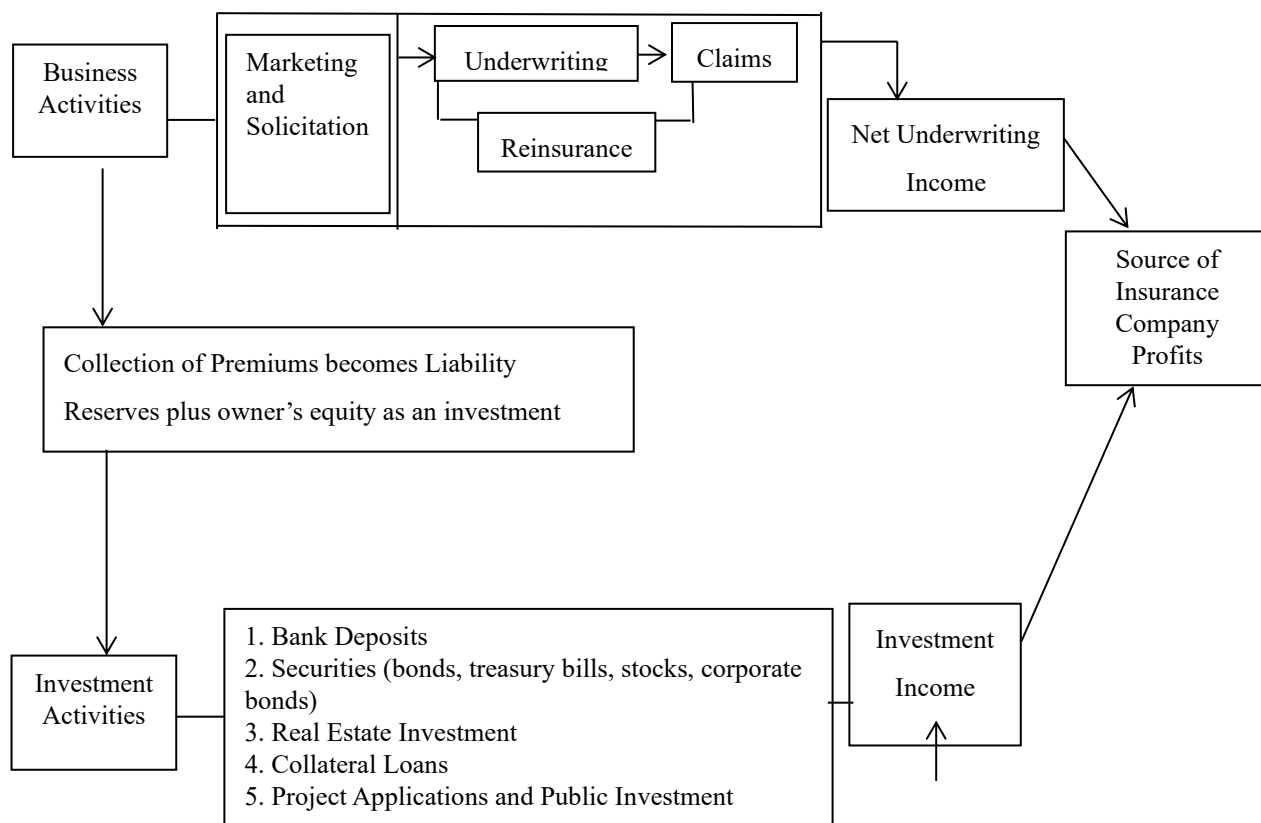 Business
Activities
Marketing
and
Solicitation
Underwriting
Claims
Reinsurance
Net Underwriting
Income
Source of
Insurance
Company
Profits
Collection of Premiums becomes Liability
Reserves plus owner’s equity as an investment
Investment
Activities
1. Bank Deposits
2. Securities (bonds, treasury bills, stocks, corporate
bonds)
3. Real Estate Investment
4. Collateral Loans
5. Project Applications and Public Investment
Investment
Income